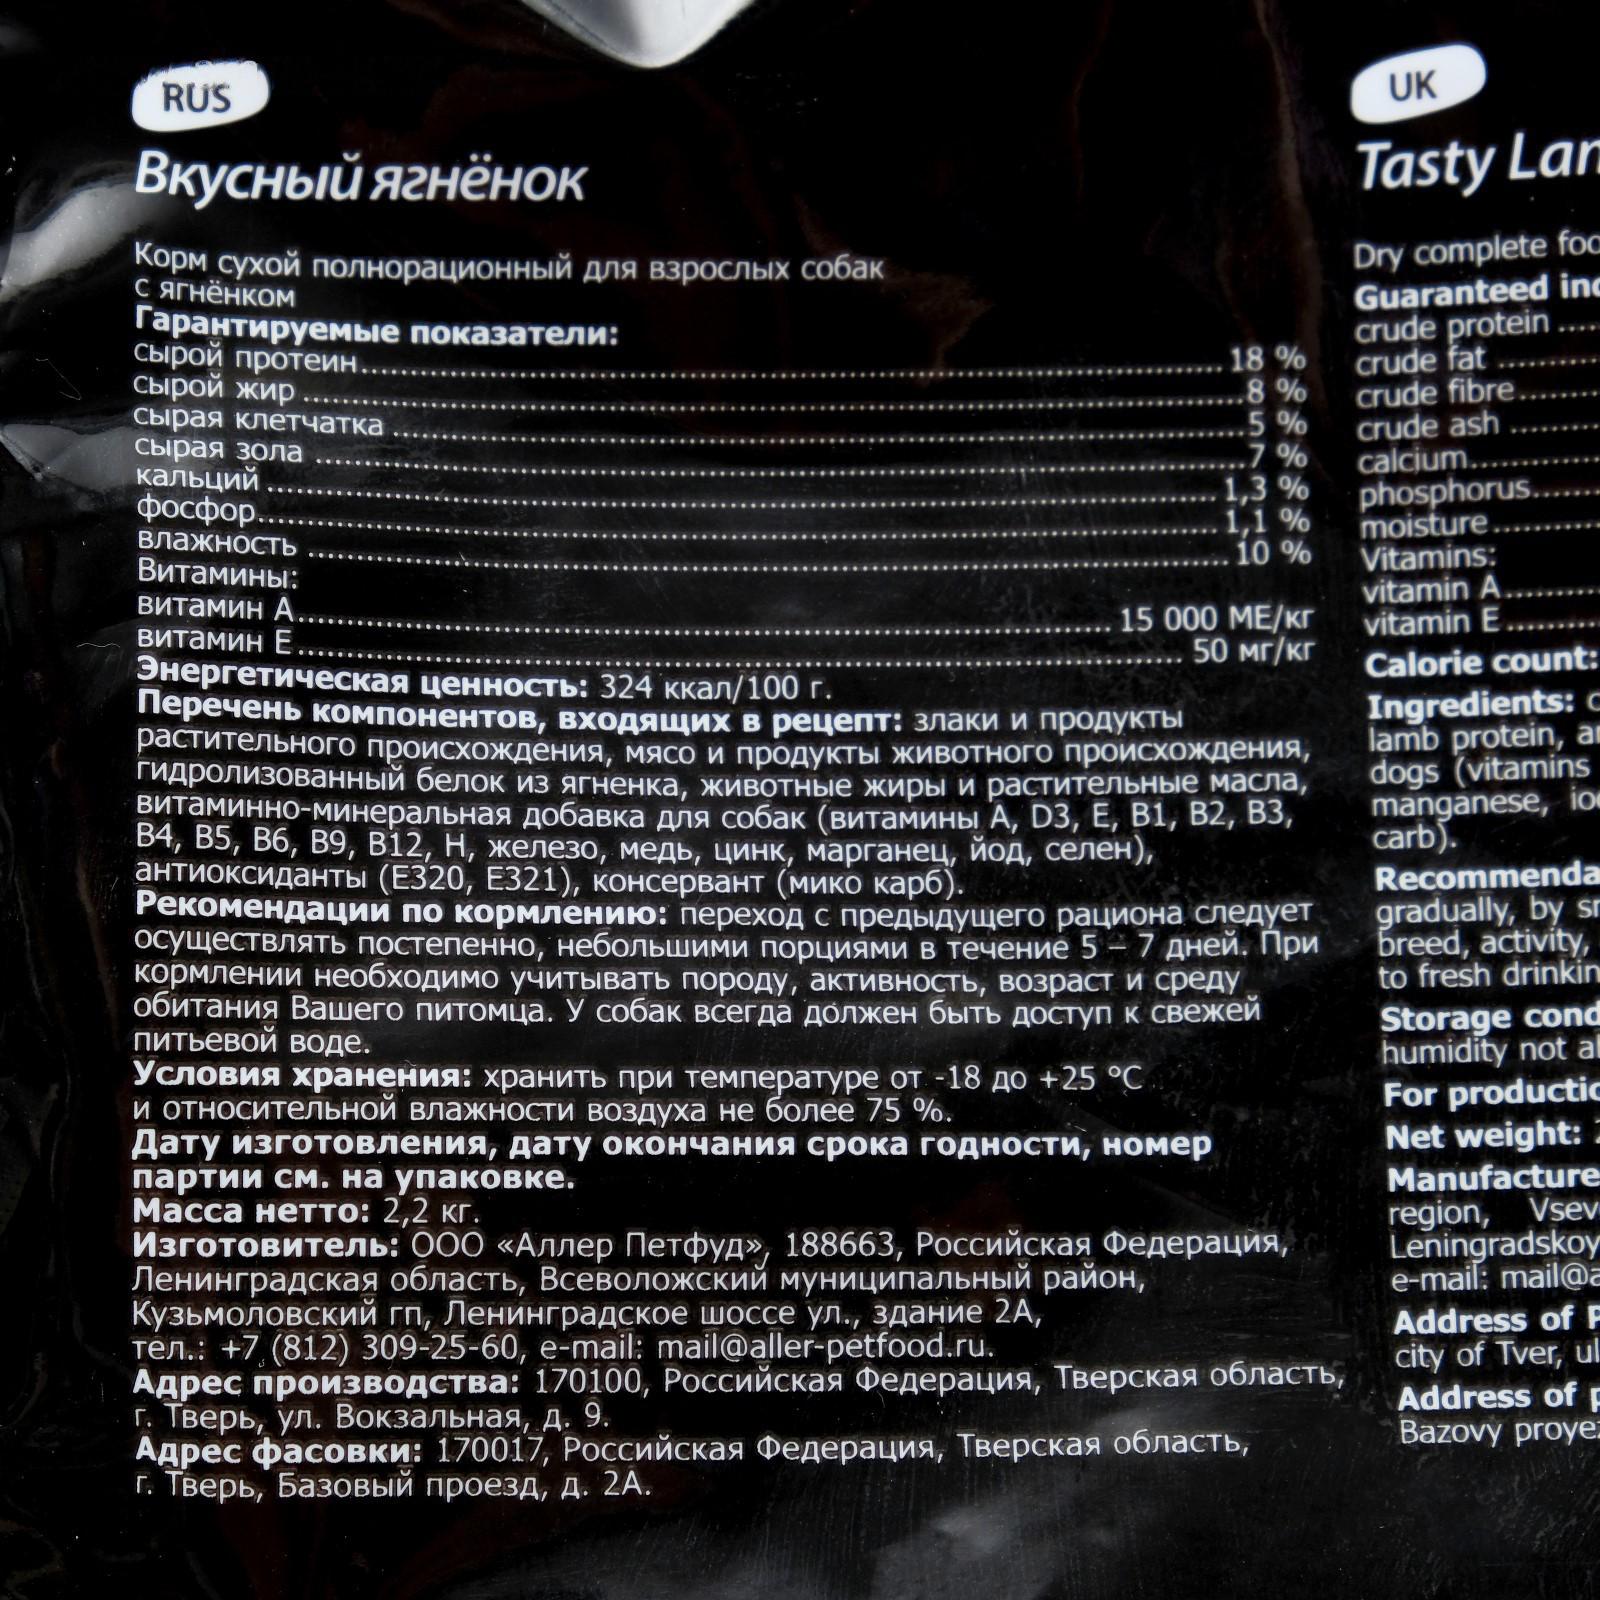 RUS
Вкусный ягнёнок
Корм сухой полнорационный для взрослых собак
с ягнёнком
Гарантируемые показатели:
сырой протеин........18 %
сырой жир........8 %
сырая клетчатка........5 %
сырая зола........7 %
кальций........1,3 %
фосфор........1,1 %
влажность........10 %
Витамины:
витамин А........15 000 МЕ/кг
витамин Е........50 мг/кг
Энергетическая ценность: 324 ккал/100 г.
Перечень компонентов, входящих в рецепт: злаки и продукты
растительного происхождения, мясо и продукты животного происхождения,
гидролизованный белок из ягненка, животные жиры и растительные масла,
витаминно-минеральная добавка для собак (витамины А, D3, Е, В1, В2, В3,
В4, В5, В6, В9, В12, Н, железо, медь, цинк, марганец, йод, селен),
антиоксиданты (Е320, Е321), консервант (мико карб).
Рекомендации по кормлению: переход с предыдущего рациона следует
осуществлять постепенно, небольшими порциями в течение 5 – 7 дней. При
кормлении необходимо учитывать породу, активность, возраст и среду
обитания Вашего питомца. У собак всегда должен быть доступ к свежей
питьевой воде.
Условия хранения: хранить при температуре от -18 до +25 °С
и относительной влажности воздуха не более 75 %.
Дату изготовления, дату окончания срока годности, номер
партии см. на упаковке.
Масса нетто: 2,2 кг.
Изготовитель: ООО «Аллер Петфуд», 188663, Российская Федерация,
Ленинградская область, Всеволожский муниципальный район,
Кузьмоловский гп, Ленинградское шоссе ул., здание 2А,
тел.: +7 (812) 309-25-60, e-mail: mail@aller-petfood.ru.
Адрес производства: 170100, Российская Федерация, Тверская область,
г. Тверь, ул. Вокзальная, д. 9.
Адрес фасовки: 170017, Российская Федерация, Тверская область,
г. Тверь, Базовый проезд, д. 2А.
UK
Tasty
Dry complete
Guaranteed
crude protein
crude fat
crude fibre
crude ash
calcium
phosphorus
moisture
Vitamins:
vitamin A
vitamin E
Calorie count:
Ingredients:
lamb protein,
dogs (vitamins
manganese,
carb).
gradually, by
breed, activity,
to fresh
Storage
humidity not
For
Net weight:
region,
e-mail:
Address of
city of Tver,
Address of
Bazovy